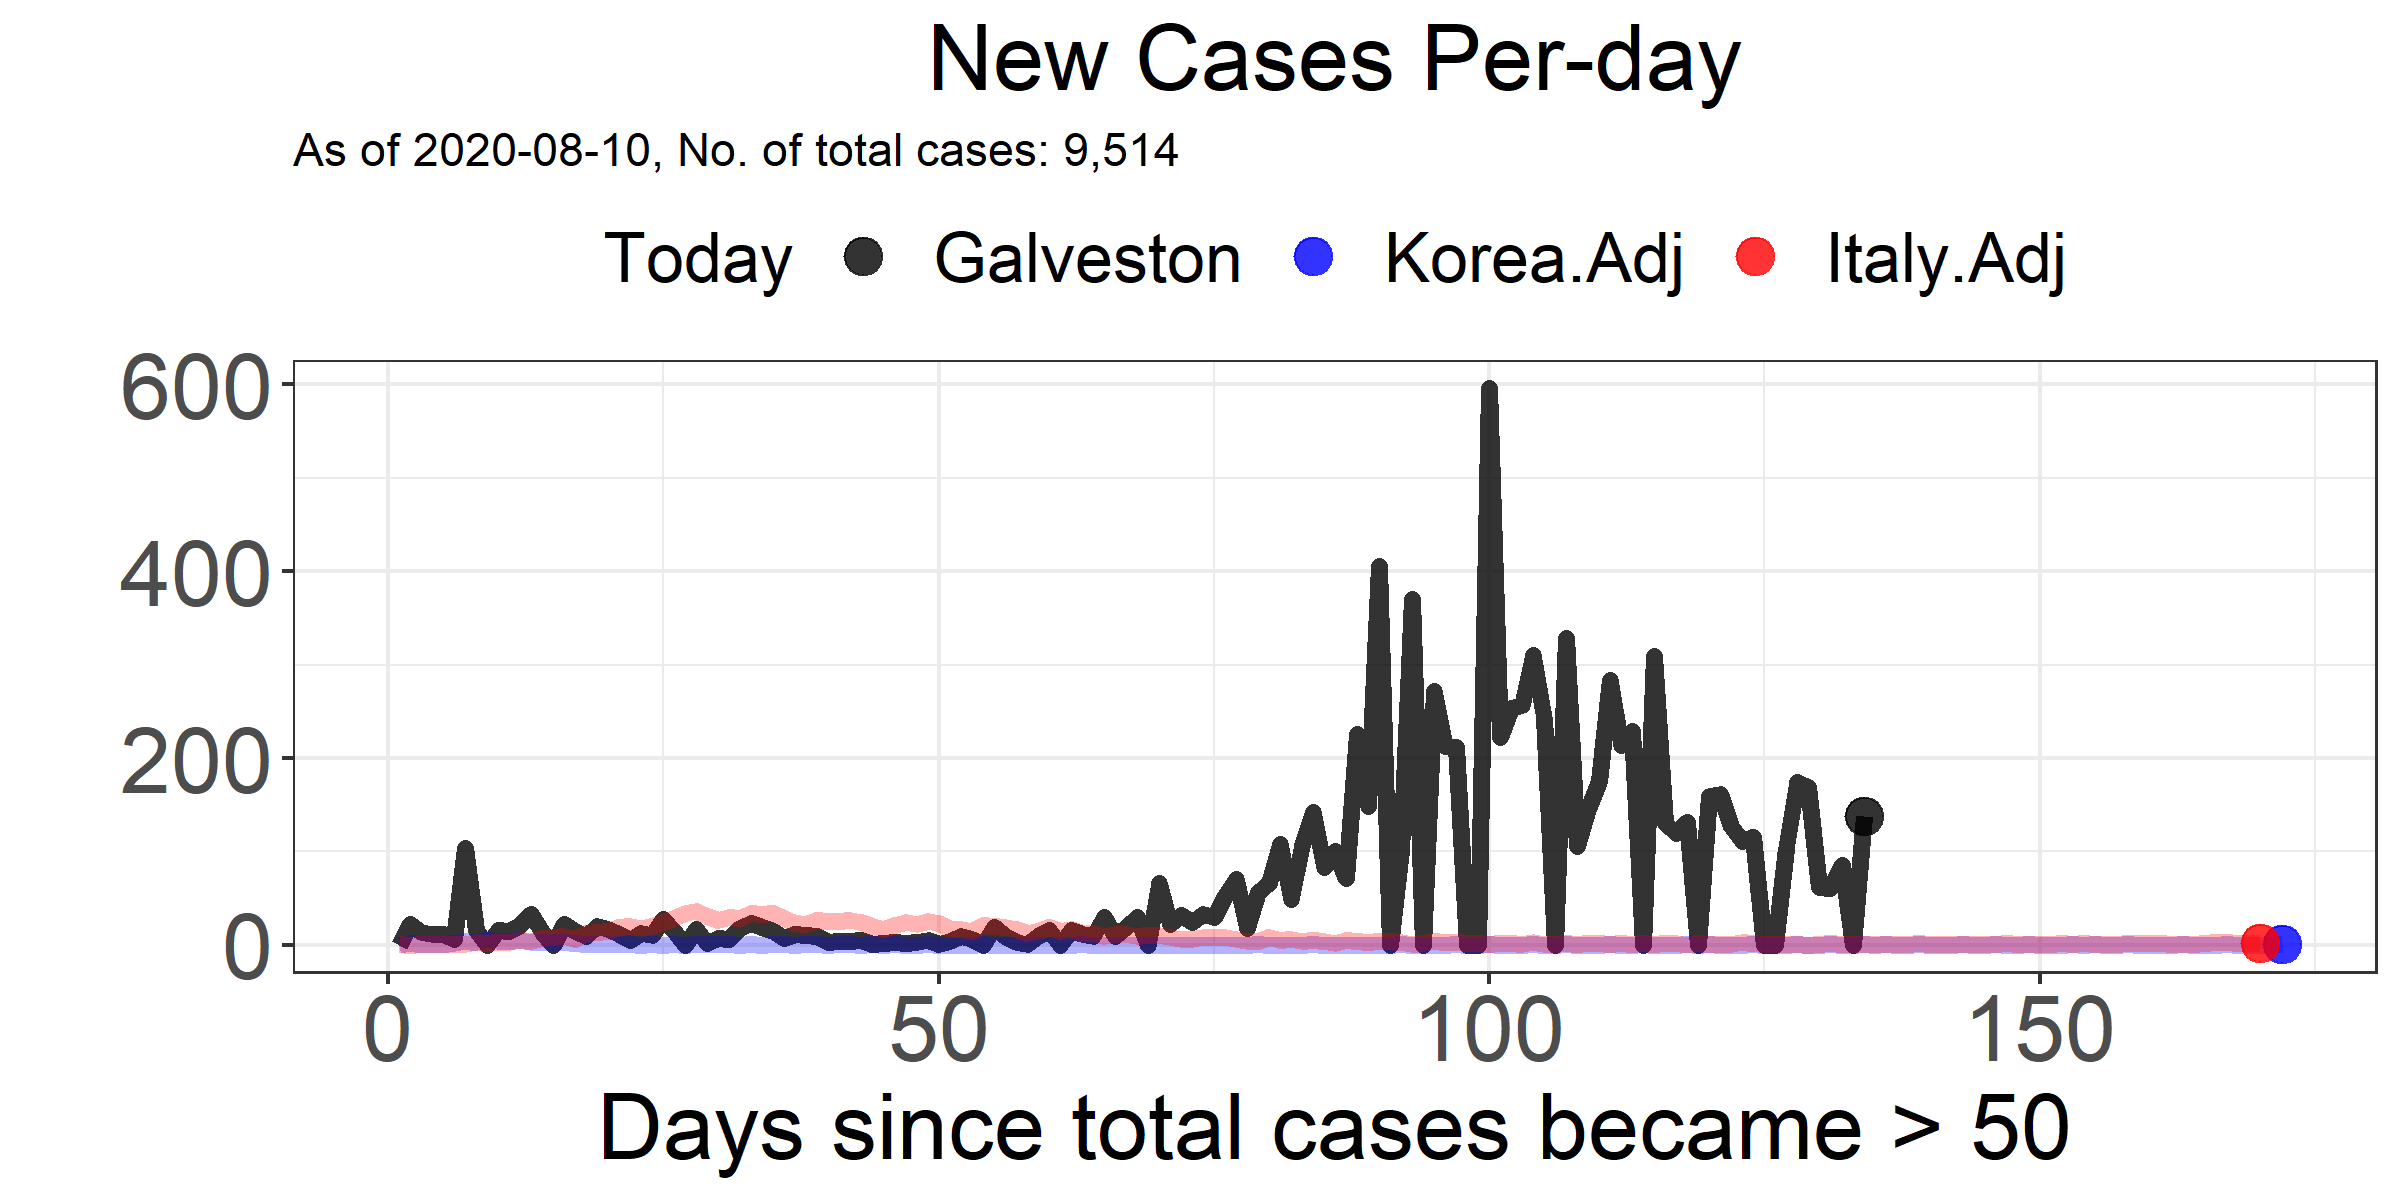 New Cases Per-day
As of 2020-08-10, No. of total cases: 9,514
Today Galveston Korea.Adj Italy.Adj
600
400
200
0
0 50 100 150
Days since total cases became > 50